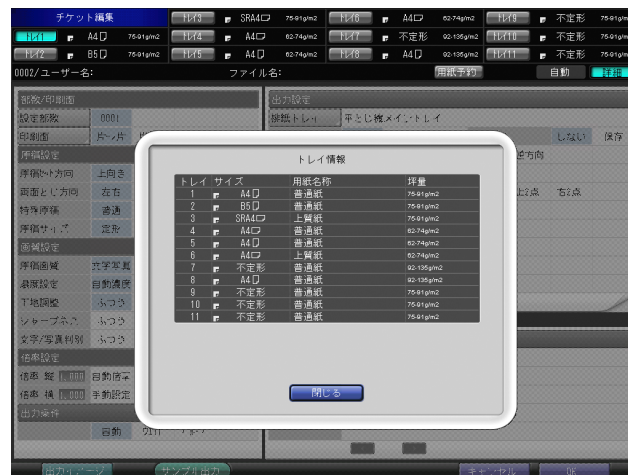 チケット編集
トレイ3 SRA4 75-91g/m2 トレイ6 A4 62-74g/m2 トレイ9 不定形 75-91g/m
トレイ1 A4 75-91g/m2 トレイ4 A4 62-74g/m2 トレイ7 不定形 92-135g/m2 トレイ10 不定形 75-91g/m
トレイ2 B5 75-91g/m2 トレイ5 A4 62-74g/m2 トレイ8 A4 92-135g/m2 トレイ11 不定形 75-91g/m
0002/ユーザー名: ファイル名: 用紙予約 自動 詳細
部数/印刷面 出力設定
設定部数 0001 排紙トレイ 平とじ機メイントレイ
印刷面 片→片 しない 保存
原稿設定
原稿セット方向 上向き
両面とじ方向 左右 上2点 右2点
特殊原稿 普通
原稿サイズ 定形
画質設定
原稿画質 文字写真
濃度設定 自動濃度
下地調整 ふつう
シャープネス ふつう
文字/写真判別 ふつう
倍率設定
倍率 縦 1.000 自動倍率
倍率 横 1.000 手動設定
出力条件
自動
トレイ情報
トレイ サイズ 用紙名称 坪量
1 A4 普通紙 75-91g/m2
2 B5 普通紙 75-91g/m2
3 SRA4 上質紙 75-91g/m2
4 A4 普通紙 62-74g/m2
5 A4 普通紙 62-74g/m2
6 A4 上質紙 62-74g/m2
7 不定形 普通紙 92-135g/m2
8 A4 普通紙 92-135g/m2
9 不定形 普通紙 75-91g/m2
10 不定形 普通紙 75-91g/m2
11 不定形 普通紙 75-91g/m2
閉じる
出力イメージ サンプル出力 キャンセル OK